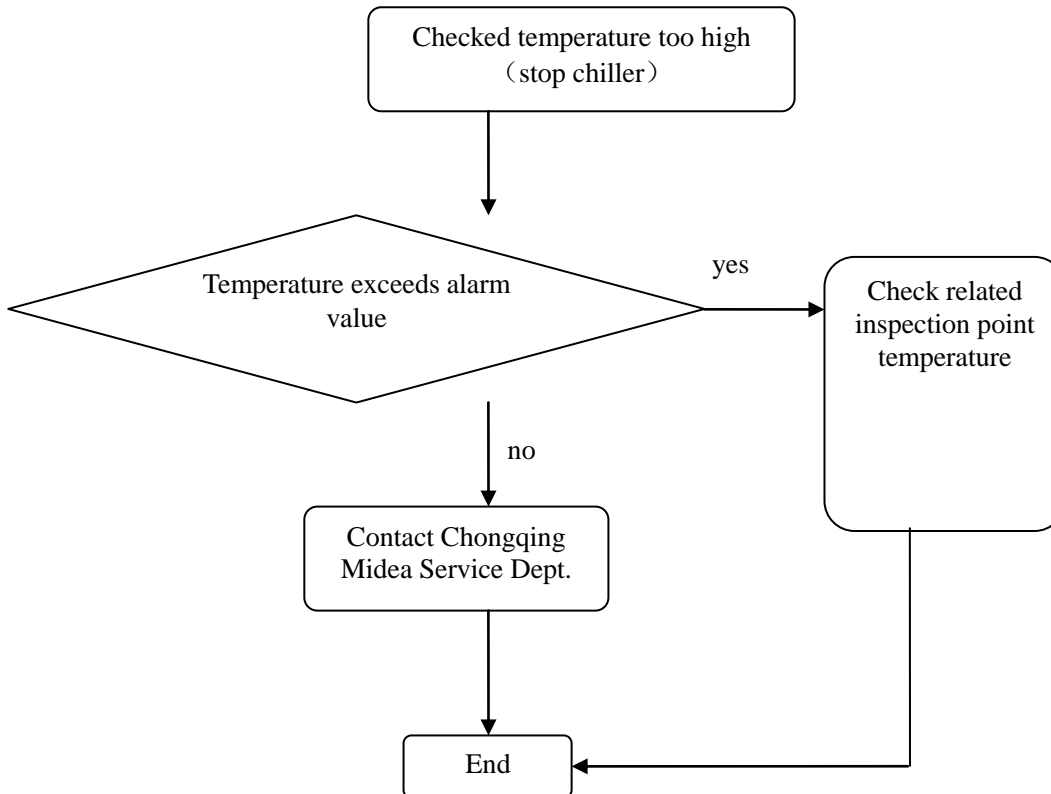 Checked temperature too high
（stop chiller）
Temperature exceeds alarm
value
yes
Check related
inspection point
temperature
no
Contact Chongqing
Midea Service Dept.
End